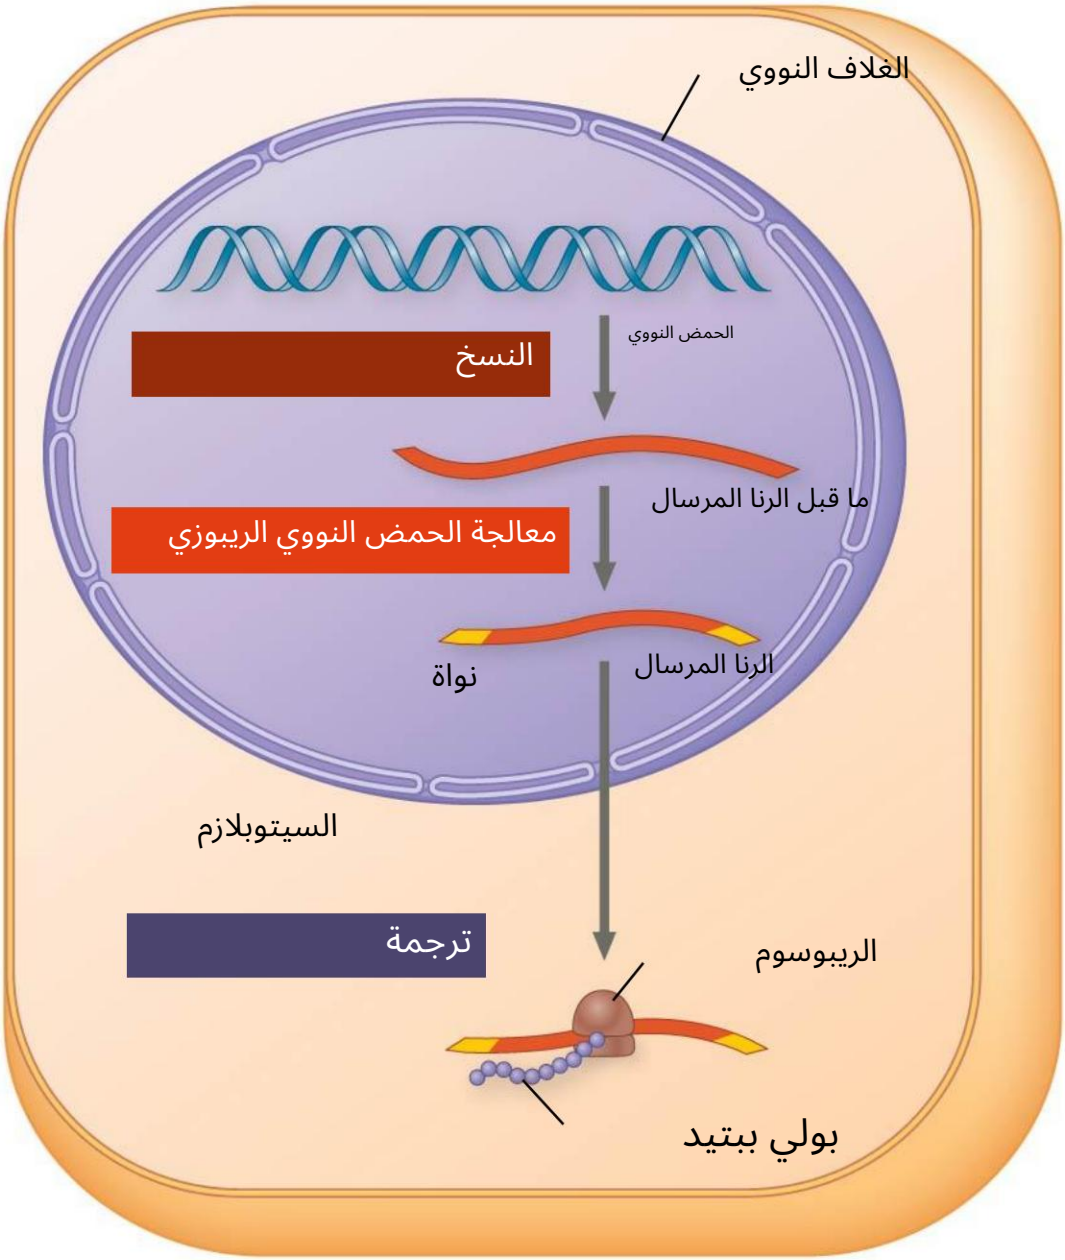 الغلاف النووي
الحمض النووي
النسخ
ما قبل الرنا المرسال
معالجة الحمض النووي الريبوزي
الرنا المرسال
نواة
السيتوبلازم
ترجمة
الريبوسوم
بولي ببتيد